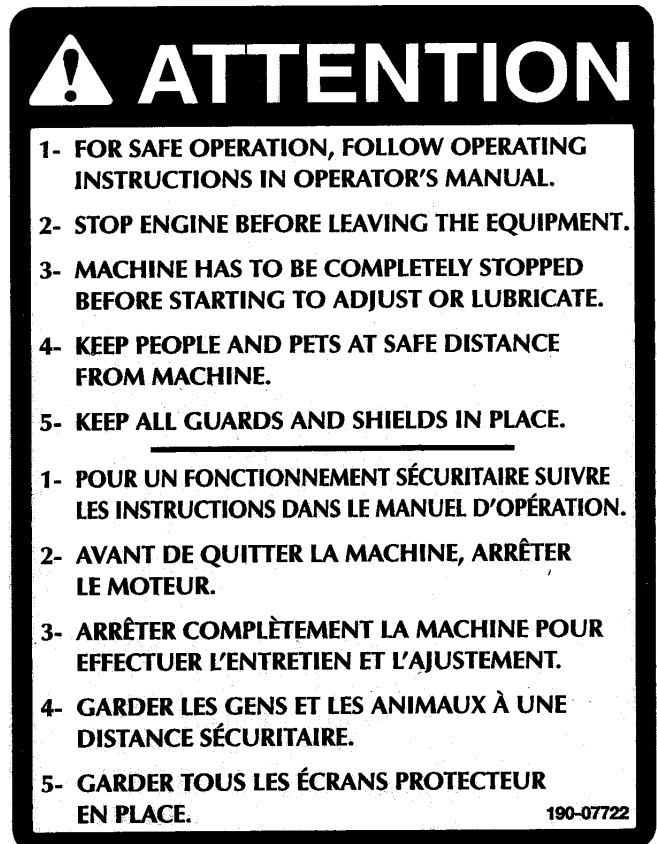 ATTENTION
1- FOR SAFE OPERATION, FOLLOW OPERATING
INSTRUCTIONS IN OPERATOR'S MANUAL.
2- STOP ENGINE BEFORE LEAVING THE EQUIPMENT.
3- MACHINE HAS TO BE COMPLETELY STOPPED
BEFORE STARTING TO ADJUST OR LUBRICATE.
4- KEEP PEOPLE AND PETS AT SAFE DISTANCE
FROM MACHINE.
5- KEEP ALL GUARDS AND SHIELDS IN PLACE.
1- POUR UN FONCTIONNEMENT SÉCURITAIRE SUIVRE
LES INSTRUCTIONS DANS LE MANUEL D'OPÉRATION.
2- AVANT DE QUITTER LA MACHINE, ARRÊTER
LE MOTEUR.
3- ARRÊTER COMPLÈTEMENT LA MACHINE POUR
EFFECTUER L'ENTRETIEN ET L'AJUSTEMENT.
4- GARDER LES GENS ET LES ANIMAUX À UNE
DISTANCE SÉCURITAIRE.
5- GARDER TOUS LES ÉCRANS PROTECTEUR
EN PLACE.
190-07722